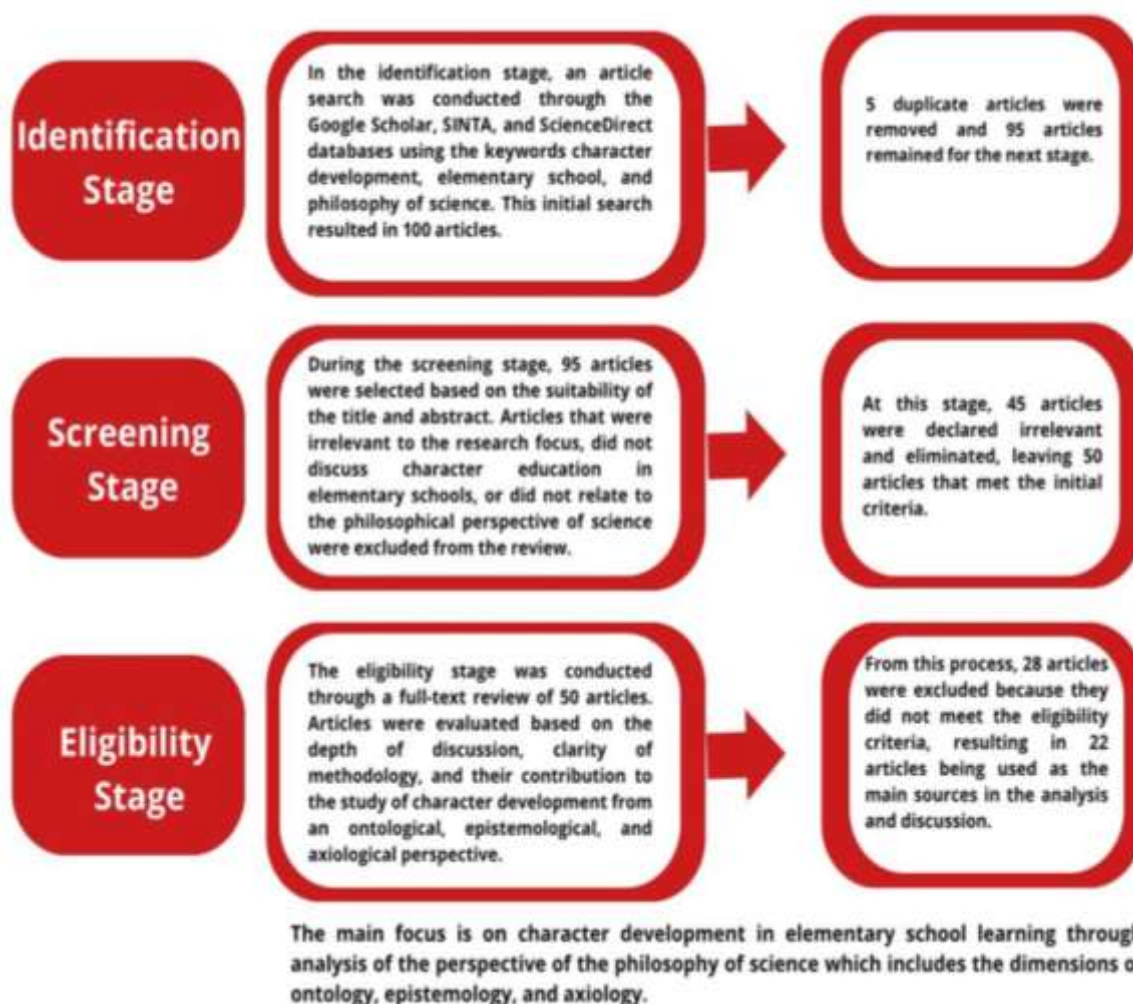 Identification
Stage
In the identification stage, an article
search was conducted through the
Google Scholar, SINTA, and ScienceDirect
databases using the keywords character
development, elementary school, and
philosophy of science. This initial search
resulted in 100 articles.
5 duplicate articles were
removed and 95 articles
remained for the next stage.
Screening
Stage
During the screening stage, 95 articles
were selected based on the suitability of
the title and abstract. Articles that were
irrelevant to the research focus, did not
discuss character education in
elementary schools, or did not relate to
the philosophical perspective of science
were excluded from the review.
At this stage, 45 articles
were declared irrelevant
and eliminated, leaving 50
articles that met the initial
criteria.
Eligibility
Stage
The eligibility stage was conducted
through a full-text review of 50 articles.
Articles were evaluated based on the
depth of discussion, clarity of
methodology, and their contribution to
the study of character development from
an ontological, epistemological, and
axiological perspective.
From this process, 28 articles
were excluded because they
did not meet the eligibility
criteria, resulting in 22
articles being used as the
main sources in the analysis
and discussion.
The main focus is on character development in elementary school learning through
analysis of the perspective of the philosophy of science which includes the dimensions o
ontology, epistemology, and axiology.